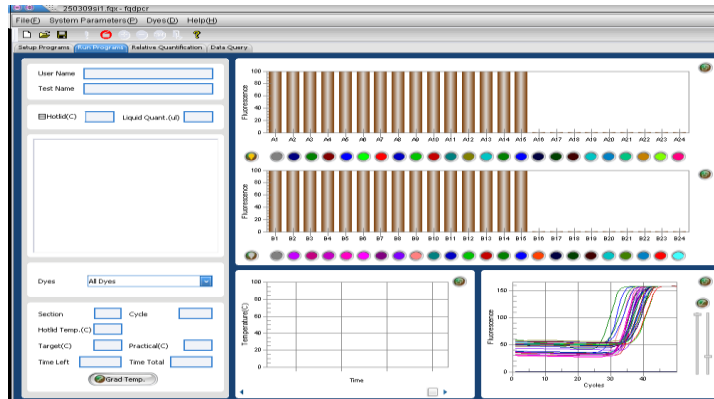 250309si1.fqx - fqdpcr
File(F) System Parameters(P) Dyes(D) Help(H)
Setup Programs Run Programs Relative Quantification Data Query
User Name
Test Name
Hotlid(C) Liquid Quant.(ul)
Dyes All Dyes
Section Cycle
Hotlid Temp.(C)
Target(C) Practical(C)
Time Left Time Total
Grad Temp.
Fluorescence
100
80
60
40
20
0
A1 A2 A3 A4 A5 A6 A7 A8 A9 A10 A11 A12 A13 A14 A15 A16 A17 A18 A19 A20 A21 A22 A23 A24
Fluorescence
100
80
60
40
20
0
B1 B2 B3 B4 B5 B6 B7 B8 B9 B10 B11 B12 B13 B14 B15 B16 B17 B18 B19 B20 B21 B22 B23 B24
Temperature(C)
100
80
60
40
20
0
Time
Fluorescence
150
100
50
0
0 10 20 30 40
Cycles